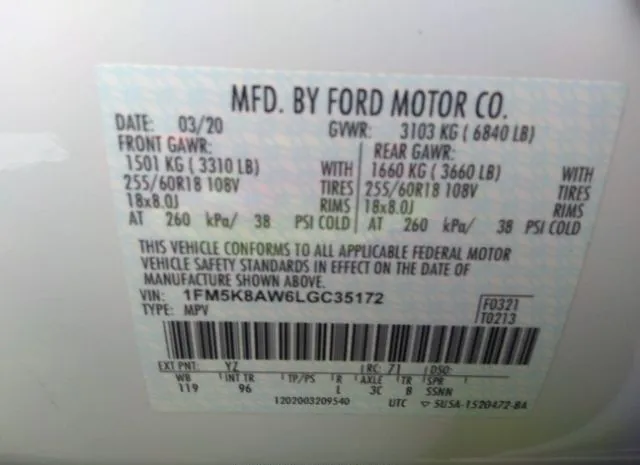 MFD. BY FORD MOTOR CO.
DATE: 03/20 GVWR: 3103 KG ( 6840 LB)
FRONT GAWR: REAR GAWR:
1501 KG ( 3310 LB) WITH 1660 KG ( 3660 LB) WITH
255/60R18 108V TIRES 255/60R18 108V TIRES
18x8.0J RIMS 18x8.0J RIMS
AT 260 kPa/ 38 PSI COLD AT 260 kPa/ 38 PSI COLD
THIS VEHICLE CONFORMS TO ALL APPLICABLE FEDERAL MOTOR
VEHICLE SAFETY STANDARDS IN EFFECT ON THE DATE OF
MANUFACTURE SHOWN ABOVE.
VIN: 1FM5K8AW6LGC35172 F0321
TYPE: MPV T0213
EXT PNT: YZ RC: 71 DSO:
WB INT TR TP/PS R AXLE TR SPR
119 96 L 3C B SSNN
1202003209540 UTC ▽ 5U5A-1520472-BA